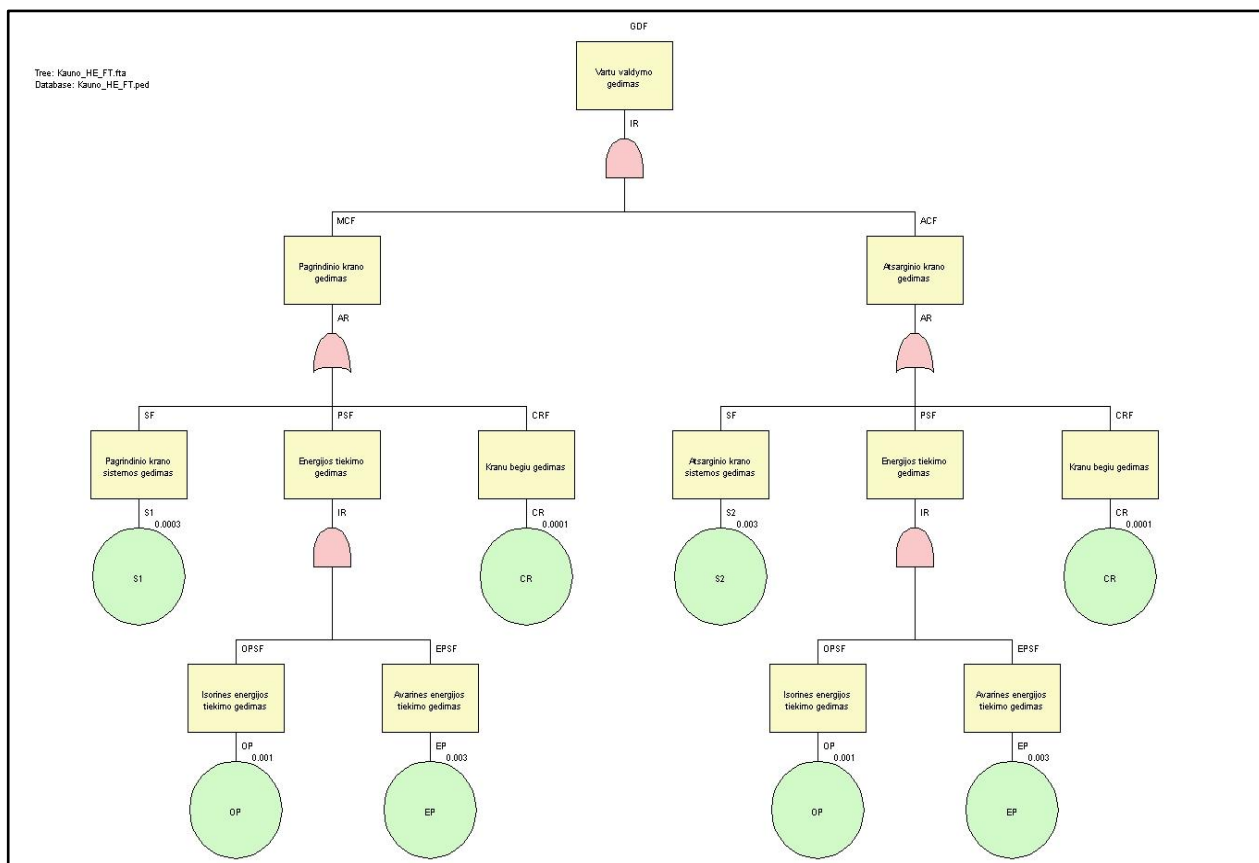 GDF
Tree: Kauno_HE_FT.fta
Database: Kauno_HE_FT.ped
Vartu valdymo
gedimas
IR
MCF
ACF
Pagrindinio krano
gedimas
Atsarginio krano
gedimas
AR
AR
SF
PSF
CRF
SF
PSF
CRF
Pagrindinio krano
sistemos gedimas
Energijos tiekimo
gedimas
Kranu begiu gedimas
Atsarginio krano
sistemos gedimas
Energijos tiekimo
gedimas
Kranu begiu gedimas
S1
0.0003
IR
CR
0.0001
S2
0.003
IR
CR
0.0001
S1
CR
S2
CR
OPSF
EPSF
OPSF
EPSF
Isorines energijos
tiekimo gedimas
Avarines energijos
tiekimo gedimas
Isorines energijos
tiekimo gedimas
Avarines energijos
tiekimo gedimas
OP
0.001
EP
0.003
OP
0.001
EP
0.003
OP
EP
OP
EP